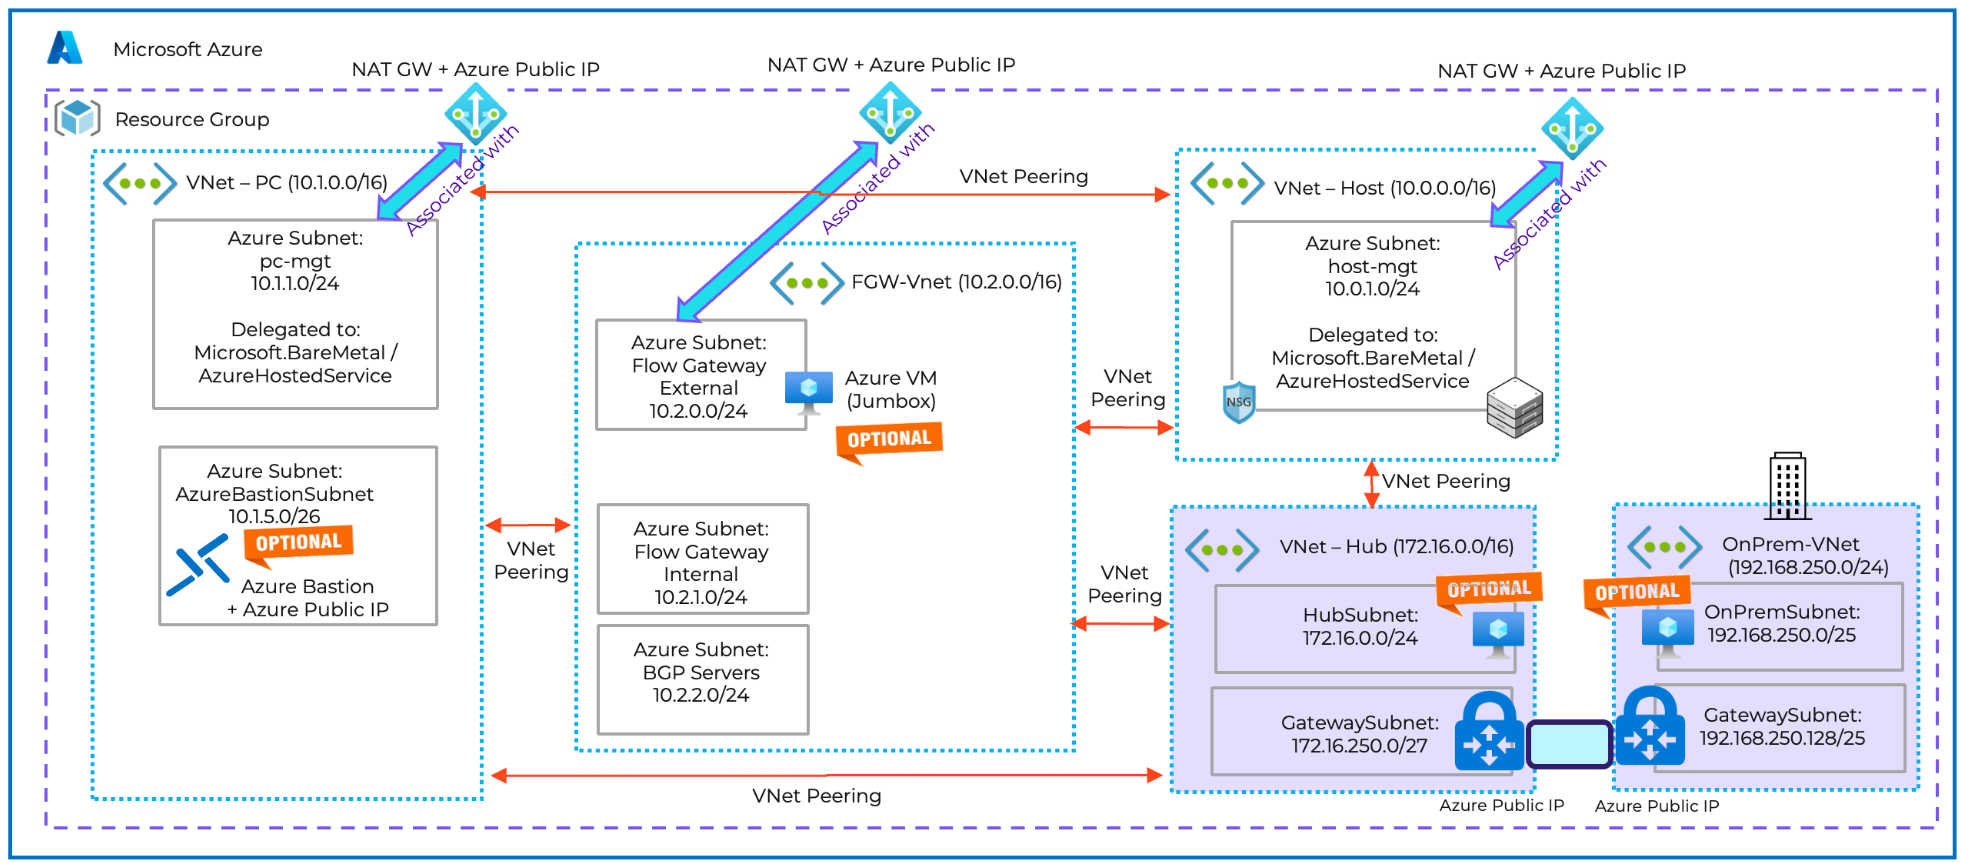 Microsoft Azure
NAT GW + Azure Public IP
NAT GW + Azure Public IP
NAT GW + Azure Public IP
Resource Group
Associated with
Associated with
Associated with
VNet – PC (10.1.0.0/16)
Azure Subnet:
pc-mgt
10.1.1.0/24
Delegated to:
Microsoft.BareMetal /
AzureHostedService
Azure Subnet:
AzureBastionSubnet
10.1.5.0/26
OPTIONAL
Azure Bastion
+ Azure Public IP
VNet Peering
VNet
Peering
FGW-Vnet (10.2.0.0/16)
Azure Subnet:
Flow Gateway
External
10.2.0.0/24
Azure VM
(Jumbox)
OPTIONAL
Azure Subnet:
Flow Gateway
Internal
10.2.1.0/24
Azure Subnet:
BGP Servers
10.2.2.0/24
VNet Peering
VNet
Peering
VNet
Peering
VNet – Host (10.0.0.0/16)
Azure Subnet:
host-mgt
10.0.1.0/24
Delegated to:
Microsoft.BareMetal /
AzureHostedService
NSG
VNet Peering
VNet – Hub (172.16.0.0/16)
OPTIONAL
HubSubnet:
172.16.0.0/24
GatewaySubnet:
172.16.250.0/27
Azure Public IP
OnPrem-VNet
(192.168.250.0/24)
OPTIONAL
OnPremSubnet:
192.168.250.0/25
GatewaySubnet:
192.168.250.128/25
Azure Public IP